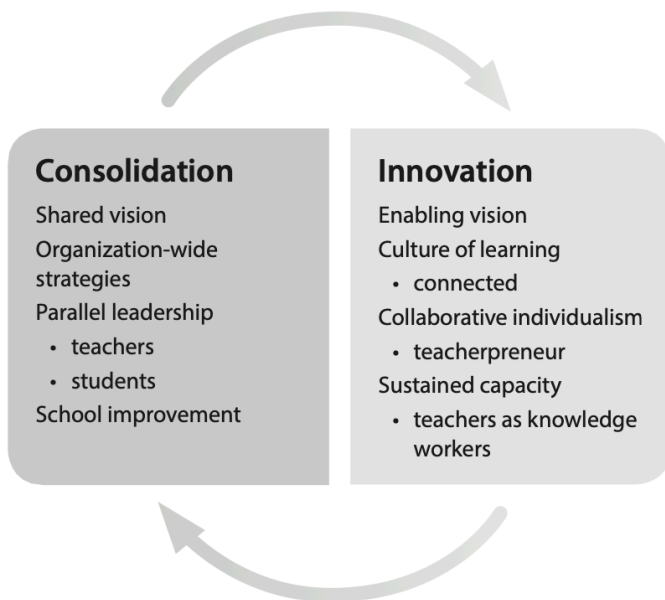 Consolidation
Shared vision
Organization-wide
strategies
Parallel leadership
• teachers
• students
School improvement
Innovation
Enabling vision
Culture of learning
• connected
Collaborative individualism
• teacherpreneur
Sustained capacity
• teachers as knowledge
workers